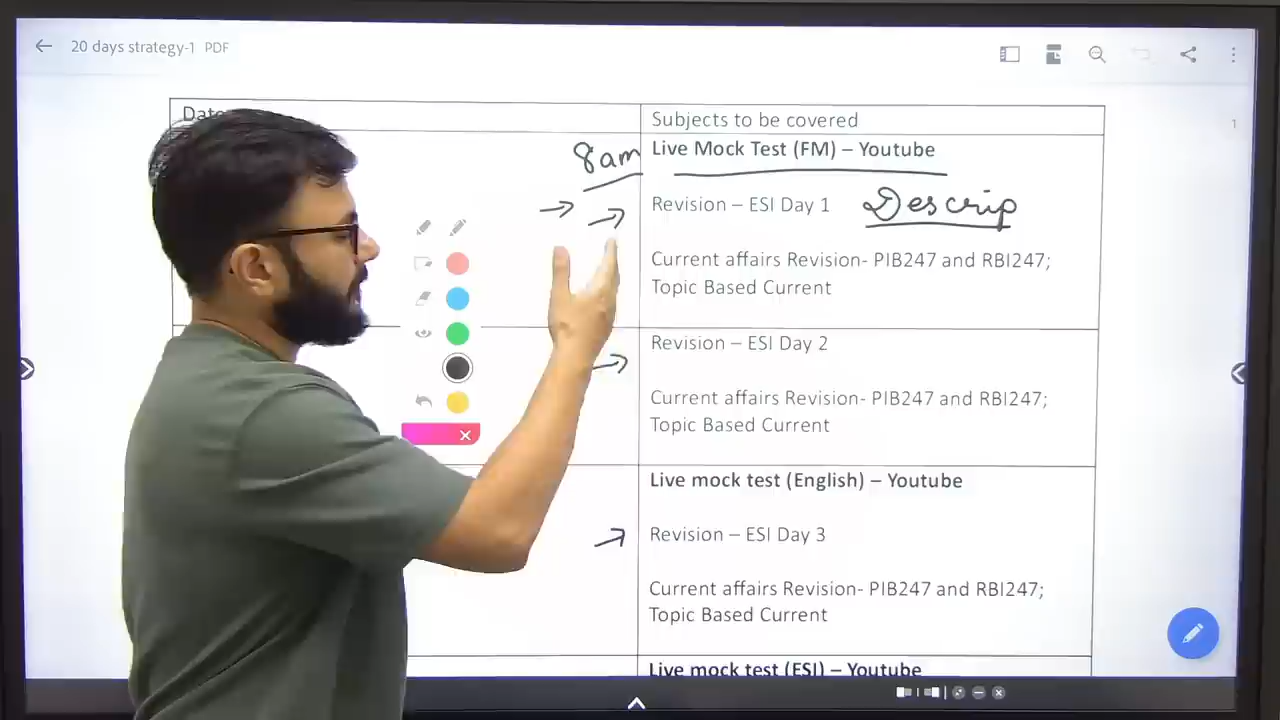 20 days strategy-1 PDF
Date
Subjects to be covered
1
8am
Live Mock Test (FM) – Youtube
Revision – ESI Day 1 Descrip
Current affairs Revision- PIB247 and RBI247;
Topic Based Current
Revision – ESI Day 2
Current affairs Revision- PIB247 and RBI247;
Topic Based Current
Live mock test (English) – Youtube
Revision – ESI Day 3
Current affairs Revision- PIB247 and RBI247;
Topic Based Current
Live mock test (ESI) – Youtube